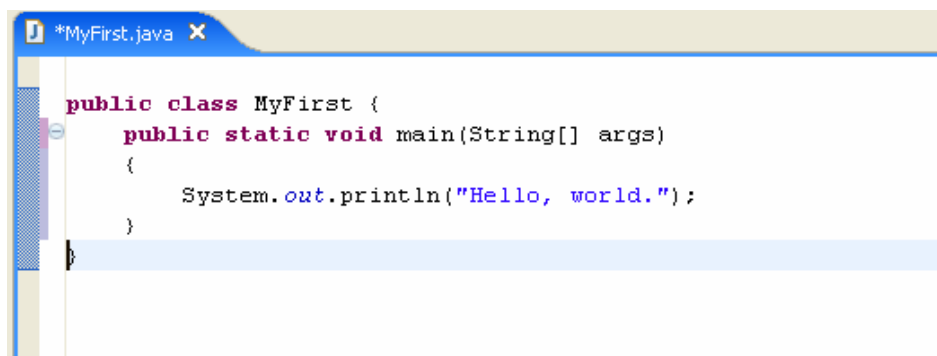 *MyFirst.java
public class MyFirst {
    public static void main(String[] args)
    {
        System.out.println("Hello, world.");
    }
}